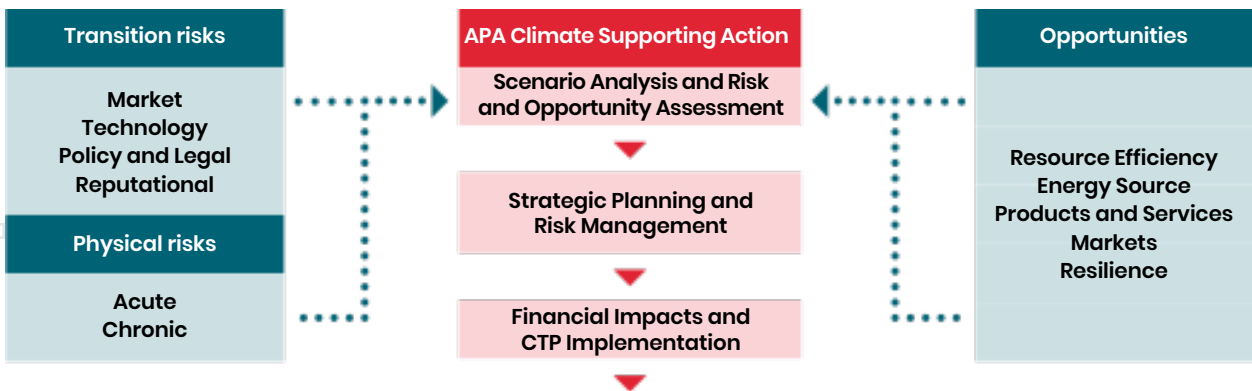 Transition risks
Market
Technology
Policy and Legal
Reputational
Physical risks
Acute
Chronic
APA Climate Supporting Action
Scenario Analysis and Risk
and Opportunity Assessment
Strategic Planning and
Risk Management
Financial Impacts and
CTP Implementation
Opportunities
Resource Efficiency
Energy Source
Products and Services
Markets
Resilience